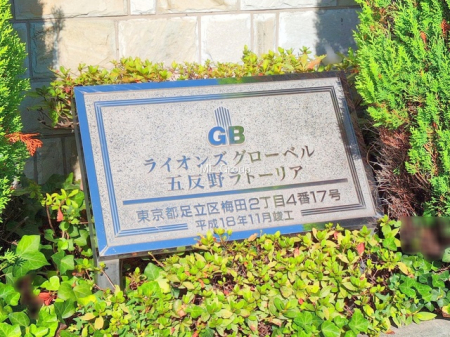 GB
ライオンズグローベル
五反野ラトーリア
東京都足立区梅田2丁目4番17号
平成16年11月竣工